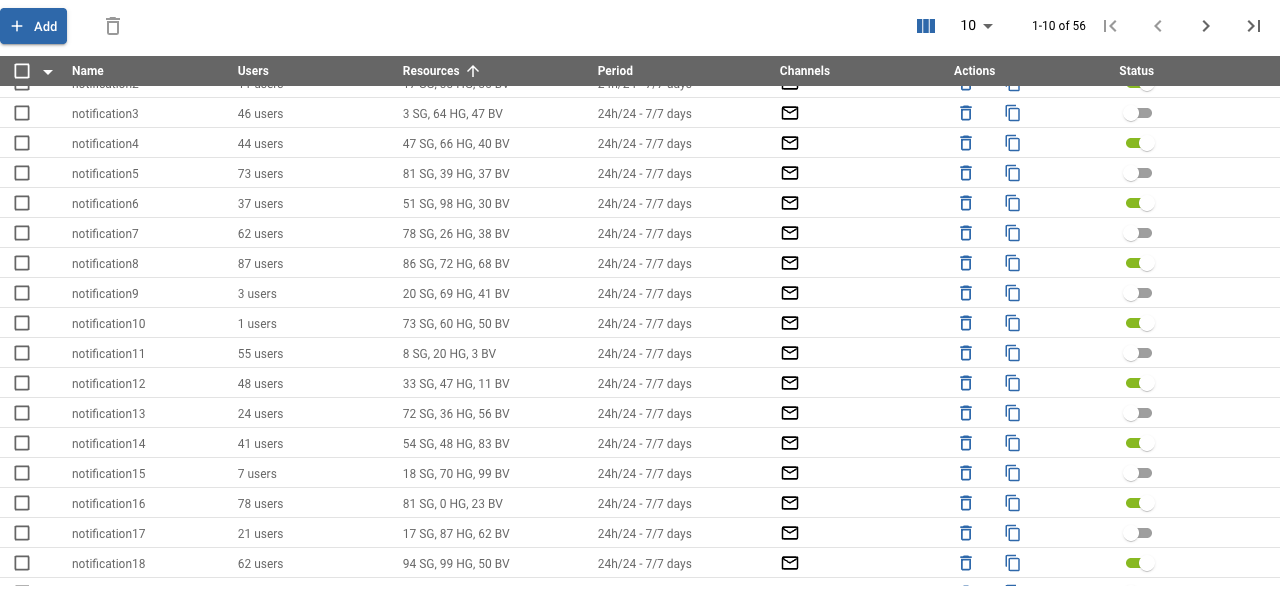 Add 10 1-10 of 56
Name Users Resources Period Channels Actions Status
notification3 46 users 3 SG, 64 HG, 47 BV 24h/24 - 7/7 days
notification4 44 users 47 SG, 66 HG, 40 BV 24h/24 - 7/7 days
notification5 73 users 81 SG, 39 HG, 37 BV 24h/24 - 7/7 days
notification6 37 users 51 SG, 98 HG, 30 BV 24h/24 - 7/7 days
notification7 62 users 78 SG, 26 HG, 38 BV 24h/24 - 7/7 days
notification8 87 users 86 SG, 72 HG, 68 BV 24h/24 - 7/7 days
notification9 3 users 20 SG, 69 HG, 41 BV 24h/24 - 7/7 days
notification10 1 users 73 SG, 60 HG, 50 BV 24h/24 - 7/7 days
notification11 55 users 8 SG, 20 HG, 3 BV 24h/24 - 7/7 days
notification12 48 users 33 SG, 47 HG, 11 BV 24h/24 - 7/7 days
notification13 24 users 72 SG, 36 HG, 56 BV 24h/24 - 7/7 days
notification14 41 users 54 SG, 48 HG, 83 BV 24h/24 - 7/7 days
notification15 7 users 18 SG, 70 HG, 99 BV 24h/24 - 7/7 days
notification16 78 users 81 SG, 0 HG, 23 BV 24h/24 - 7/7 days
notification17 21 users 17 SG, 87 HG, 62 BV 24h/24 - 7/7 days
notification18 62 users 94 SG, 99 HG, 50 BV 24h/24 - 7/7 days